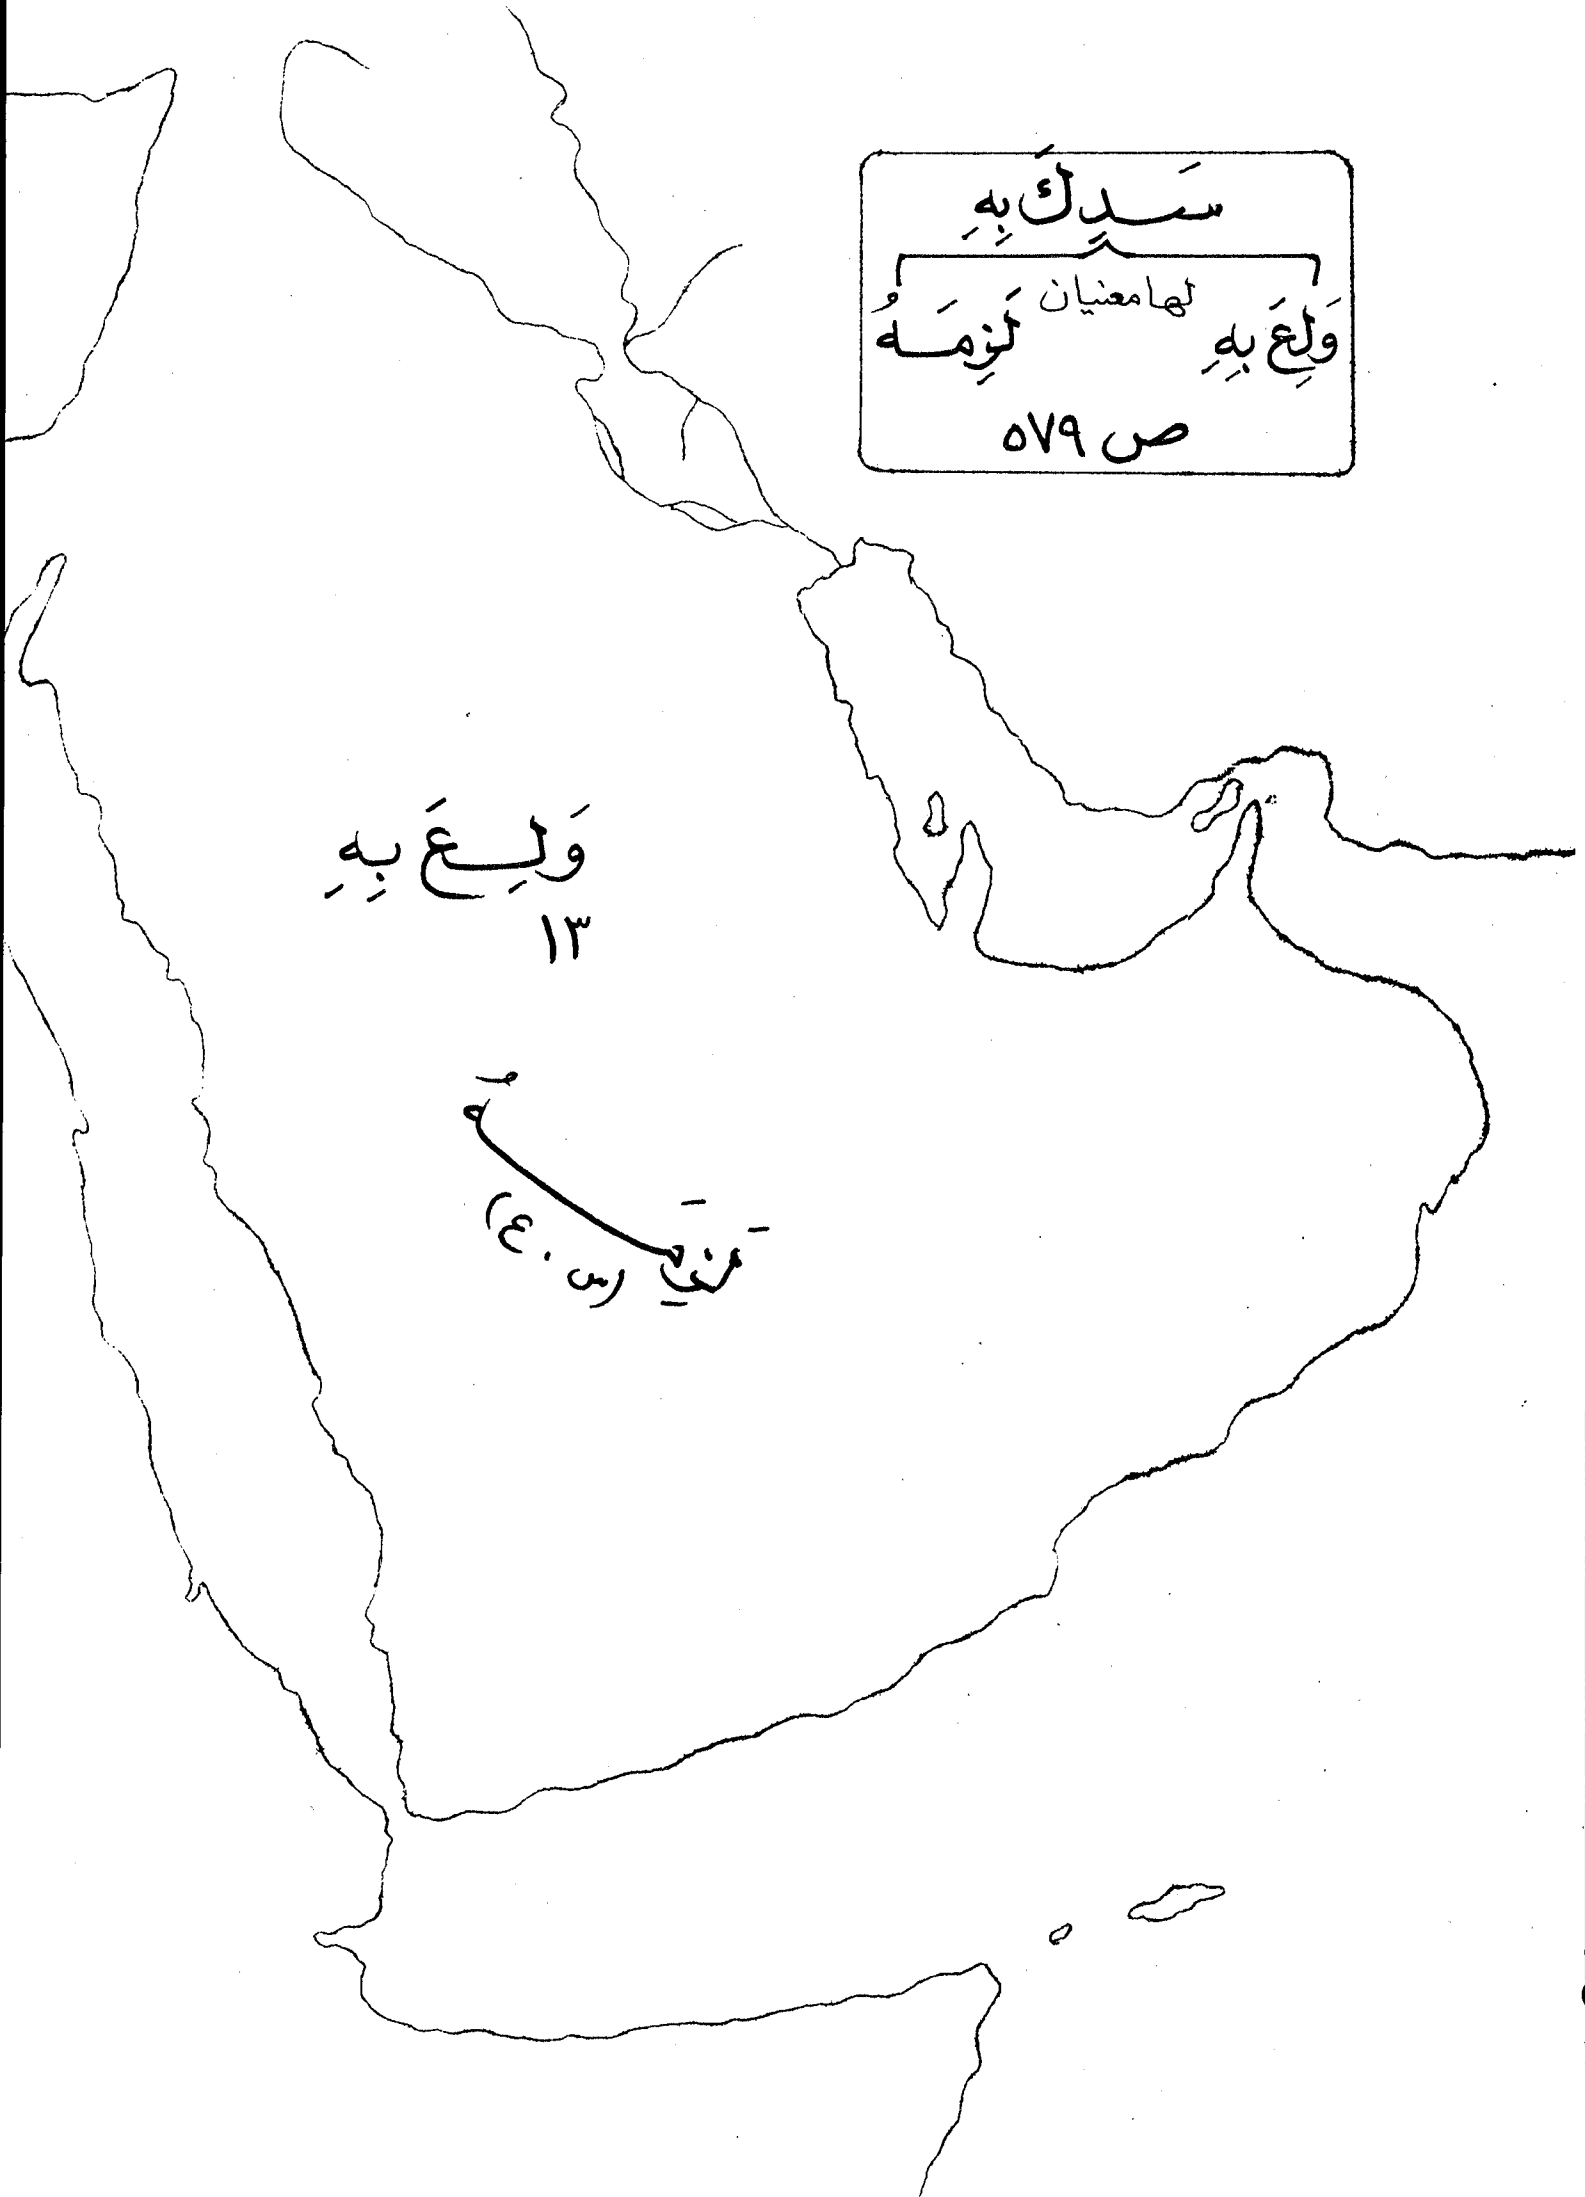 سَدِكَ بِهِ
لها معنيان
وَلِعَ بِهِ لَزِمَهُ
ص ٥٧٩
وَلِعَ بِهِ
١٣
لَزِمَهُ
(س . ع)